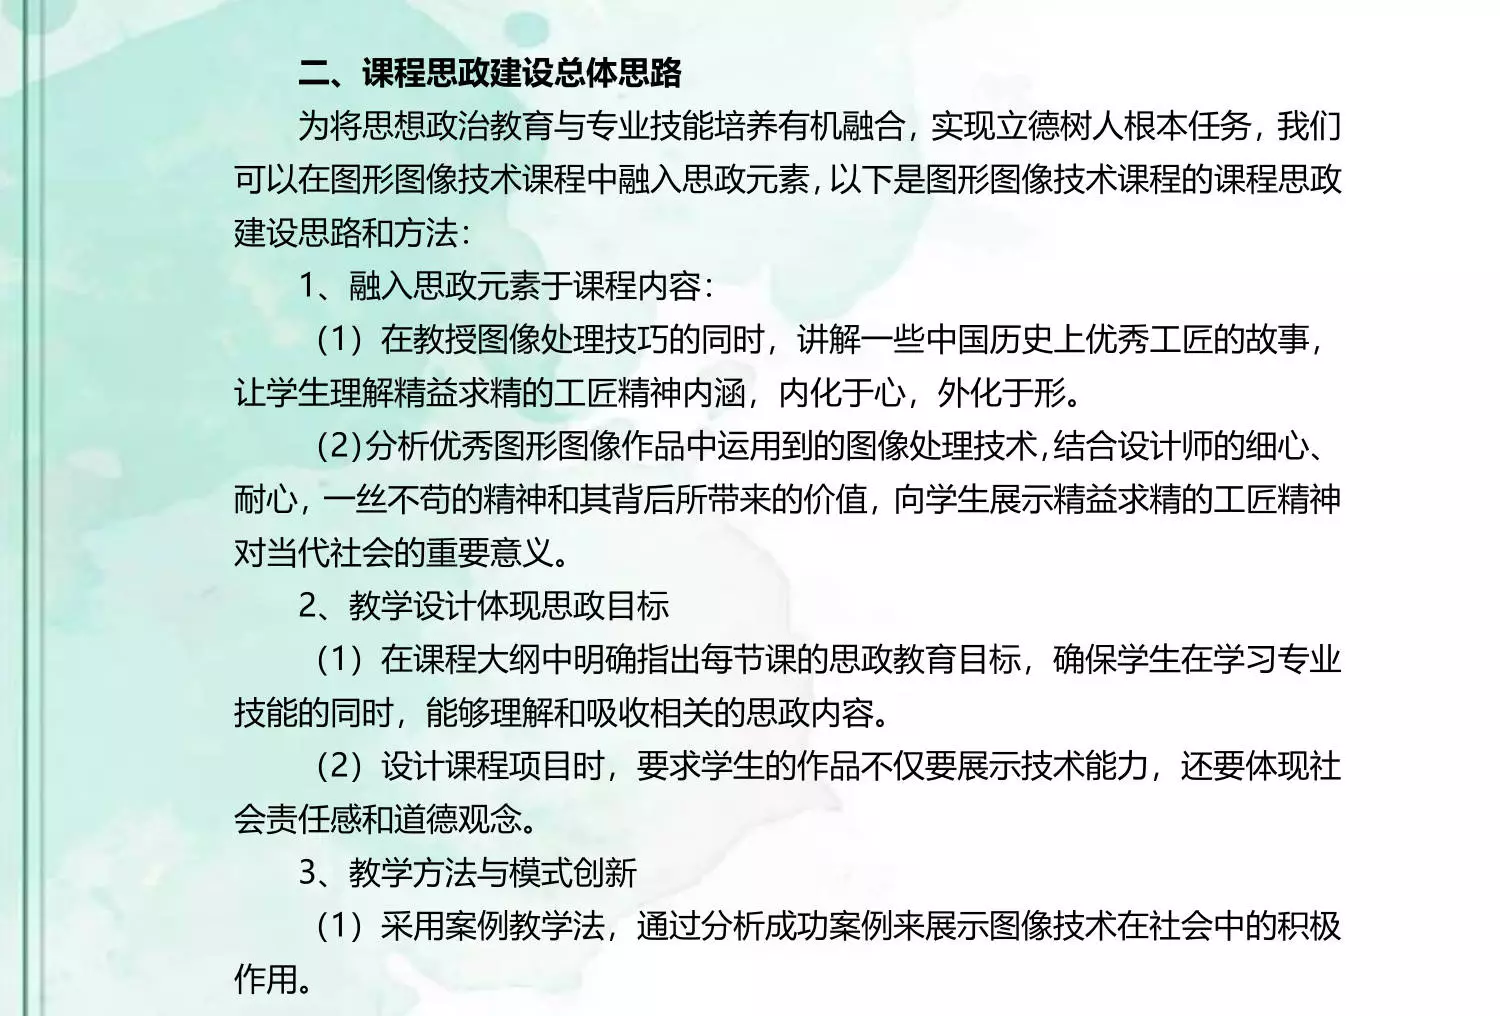 二、课程思政建设总体思路
为将思想政治教育与专业技能培养有机融合，实现立德树人根本任务，我们
可以在图形图像技术课程中融入思政元素，以下是图形图像技术课程的课程思政
建设思路和方法：
1、融入思政元素于课程内容：
（1）在教授图像处理技巧的同时，讲解一些中国历史上优秀工匠的故事，
让学生理解精益求精的工匠精神内涵，内化于心，外化于形。
（2）分析优秀图形图像作品中运用到的图像处理技术，结合设计师的细心、
耐心，一丝不苟的精神和其背后所带来的价值，向学生展示精益求精的工匠精神
对当代社会的重要意义。
2、教学设计体现思政目标
（1）在课程大纲中明确指出每节课的思政教育目标，确保学生在学习专业
技能的同时，能够理解和吸收相关的思政内容。
（2）设计课程项目时，要求学生的作品不仅要展示技术能力，还要体现社
会责任感和道德观念。
3、教学方法与模式创新
（1）采用案例教学法，通过分析成功案例来展示图像技术在社会中的积极
作用。